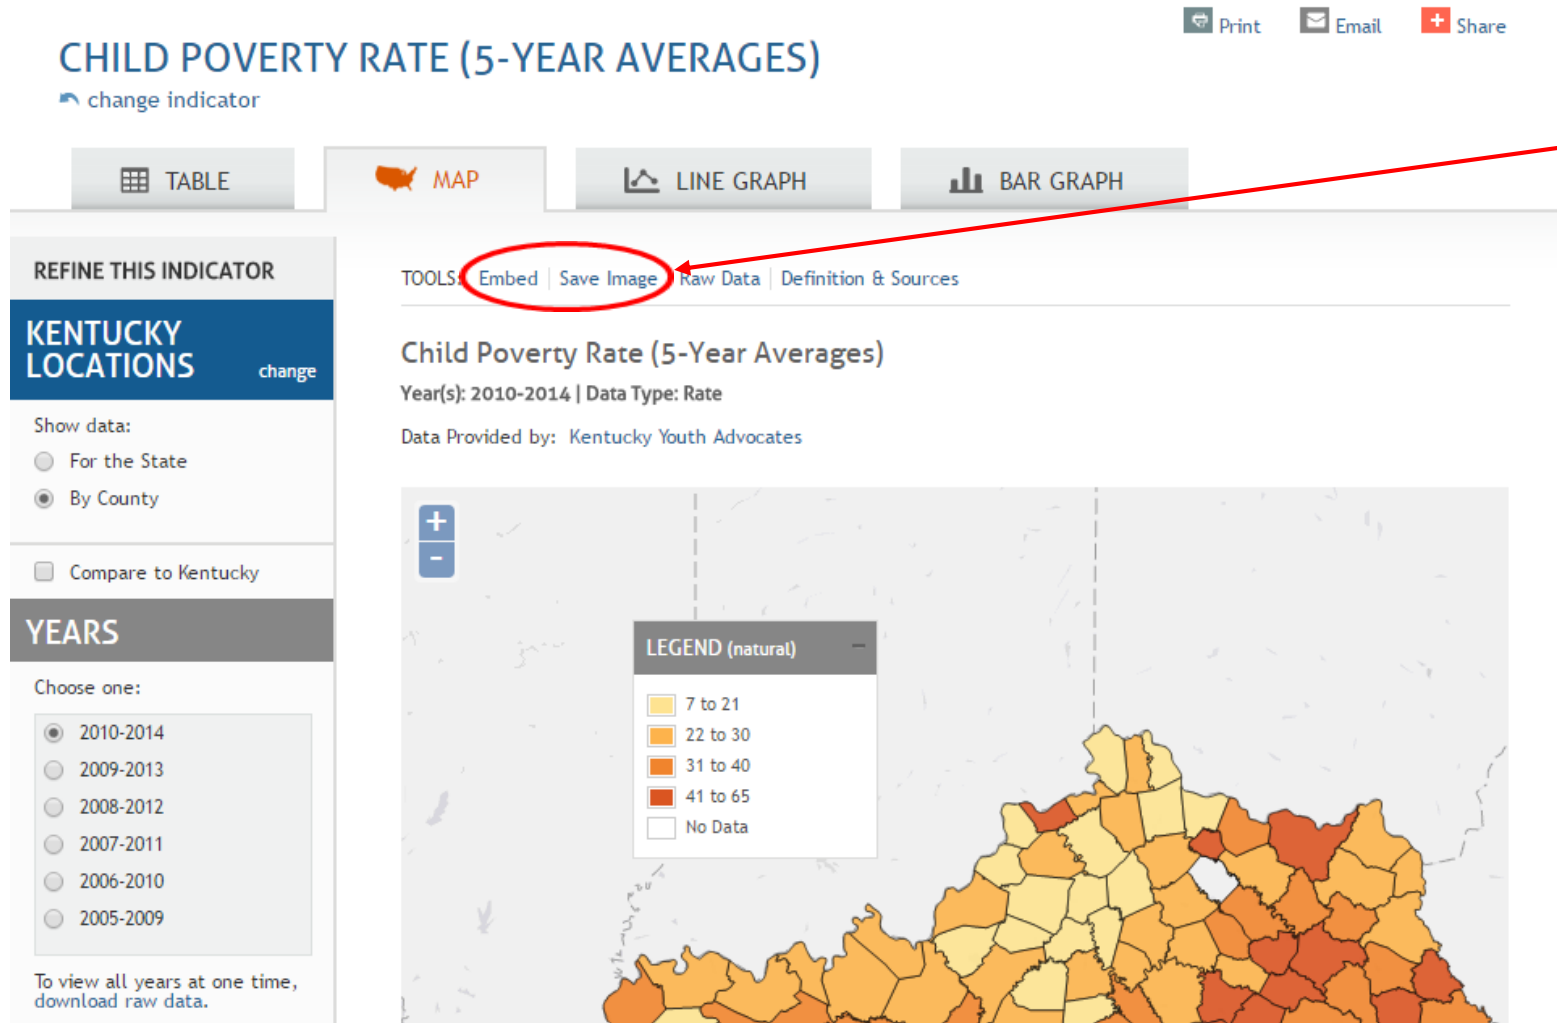 Print Email Share
CHILD POVERTY RATE (5-YEAR AVERAGES)
change indicator
TABLE MAP LINE GRAPH BAR GRAPH
REFINE THIS INDICATOR
KENTUCKY
LOCATIONS change
Show data:
For the State
By County
Compare to Kentucky
YEARS
Choose one:
2010-2014
2009-2013
2008-2012
2007-2011
2006-2010
2005-2009
To view all years at one time,
download raw data.
TOOLS: Embed Save Image Raw Data Definition & Sources
Child Poverty Rate (5-Year Averages)
Year(s): 2010-2014 | Data Type: Rate
Data Provided by: Kentucky Youth Advocates
+
-
LEGEND (natural) −
7 to 21
22 to 30
31 to 40
41 to 65
No Data